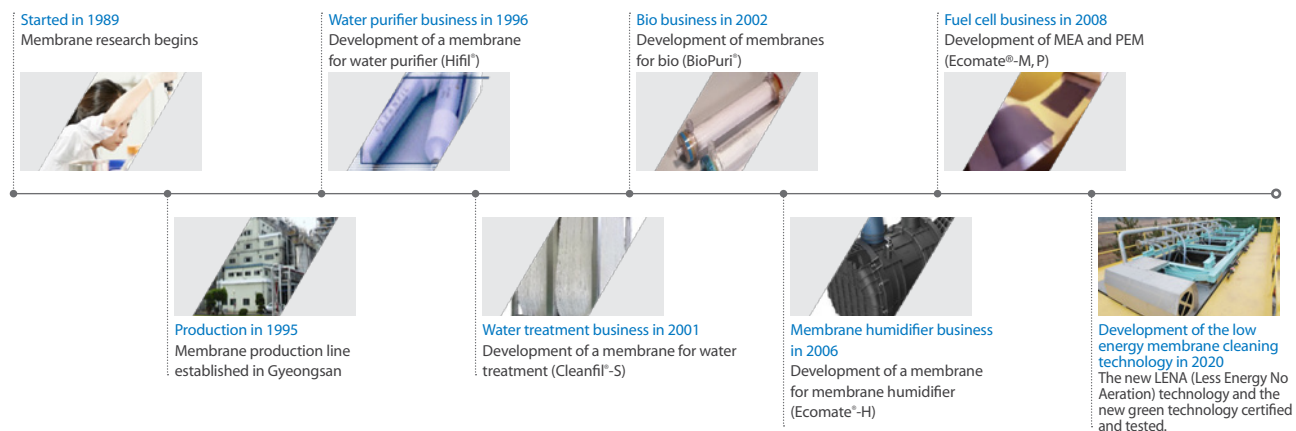 Started in 1989
Membrane research begins
Water purifier business in 1996
Development of a membrane
for water purifier (Hifil®)
Bio business in 2002
Development of membranes
for bio (BioPuri®)
Fuel cell business in 2008
Development of MEA and PEM
(Ecomate®-M, P)
Production in 1995
Membrane production line
established in Gyeongsan
Water treatment business in 2001
Development of a membrane for water
treatment (Cleanfil®-S)
Membrane humidifier business
in 2006
Development of a membrane
for membrane humidifier
(Ecomate®-H)
Development of the low
energy membrane cleaning
technology in 2020
The new LENA (Less Energy No
Aeration) technology and the
new green technology certified
and tested.